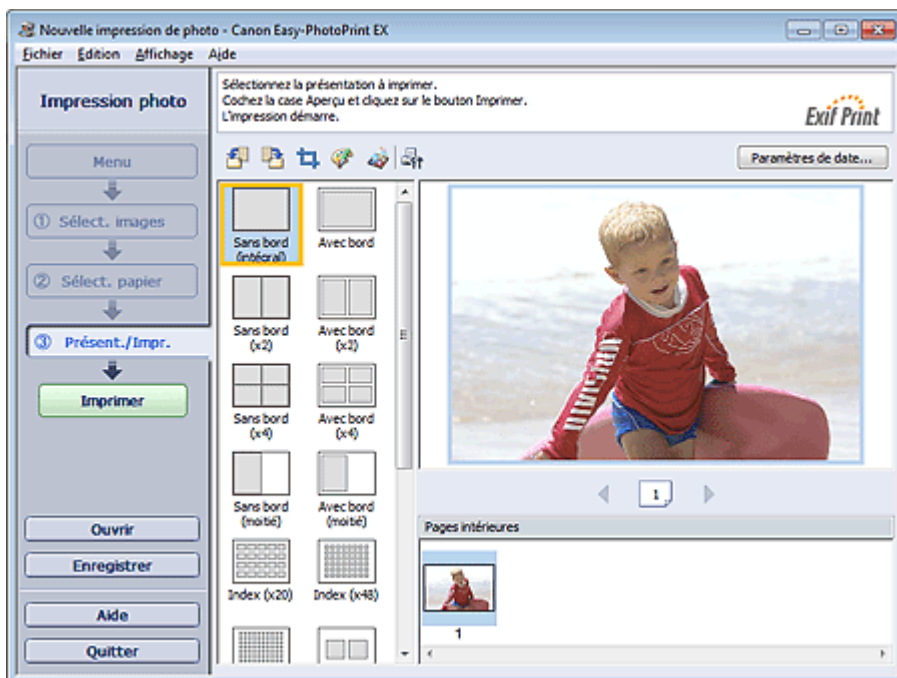 Nouvelle impression de photo - Canon Easy-PhotoPrint EX
Fichier Édition Affichage Aide
Impression photo
Menu
① Sélect. images
② Sélect. papier
③ Présent./Impr.
Imprimer
Ouvrir
Enregistrer
Aide
Quitter
Sélectionnez la présentation à imprimer.
Cochez la case Aperçu et cliquez sur le bouton Imprimer.
L'impression démarre.
Exif Print
Paramètres de date...
Sans bord (intégral)
Avec bord
Sans bord (x2)
Avec bord (x2)
Sans bord (x4)
Avec bord (x4)
Sans bord (moitié)
Avec bord (moitié)
Index (x20)
Index (x48)
1
Pages intérieures
1